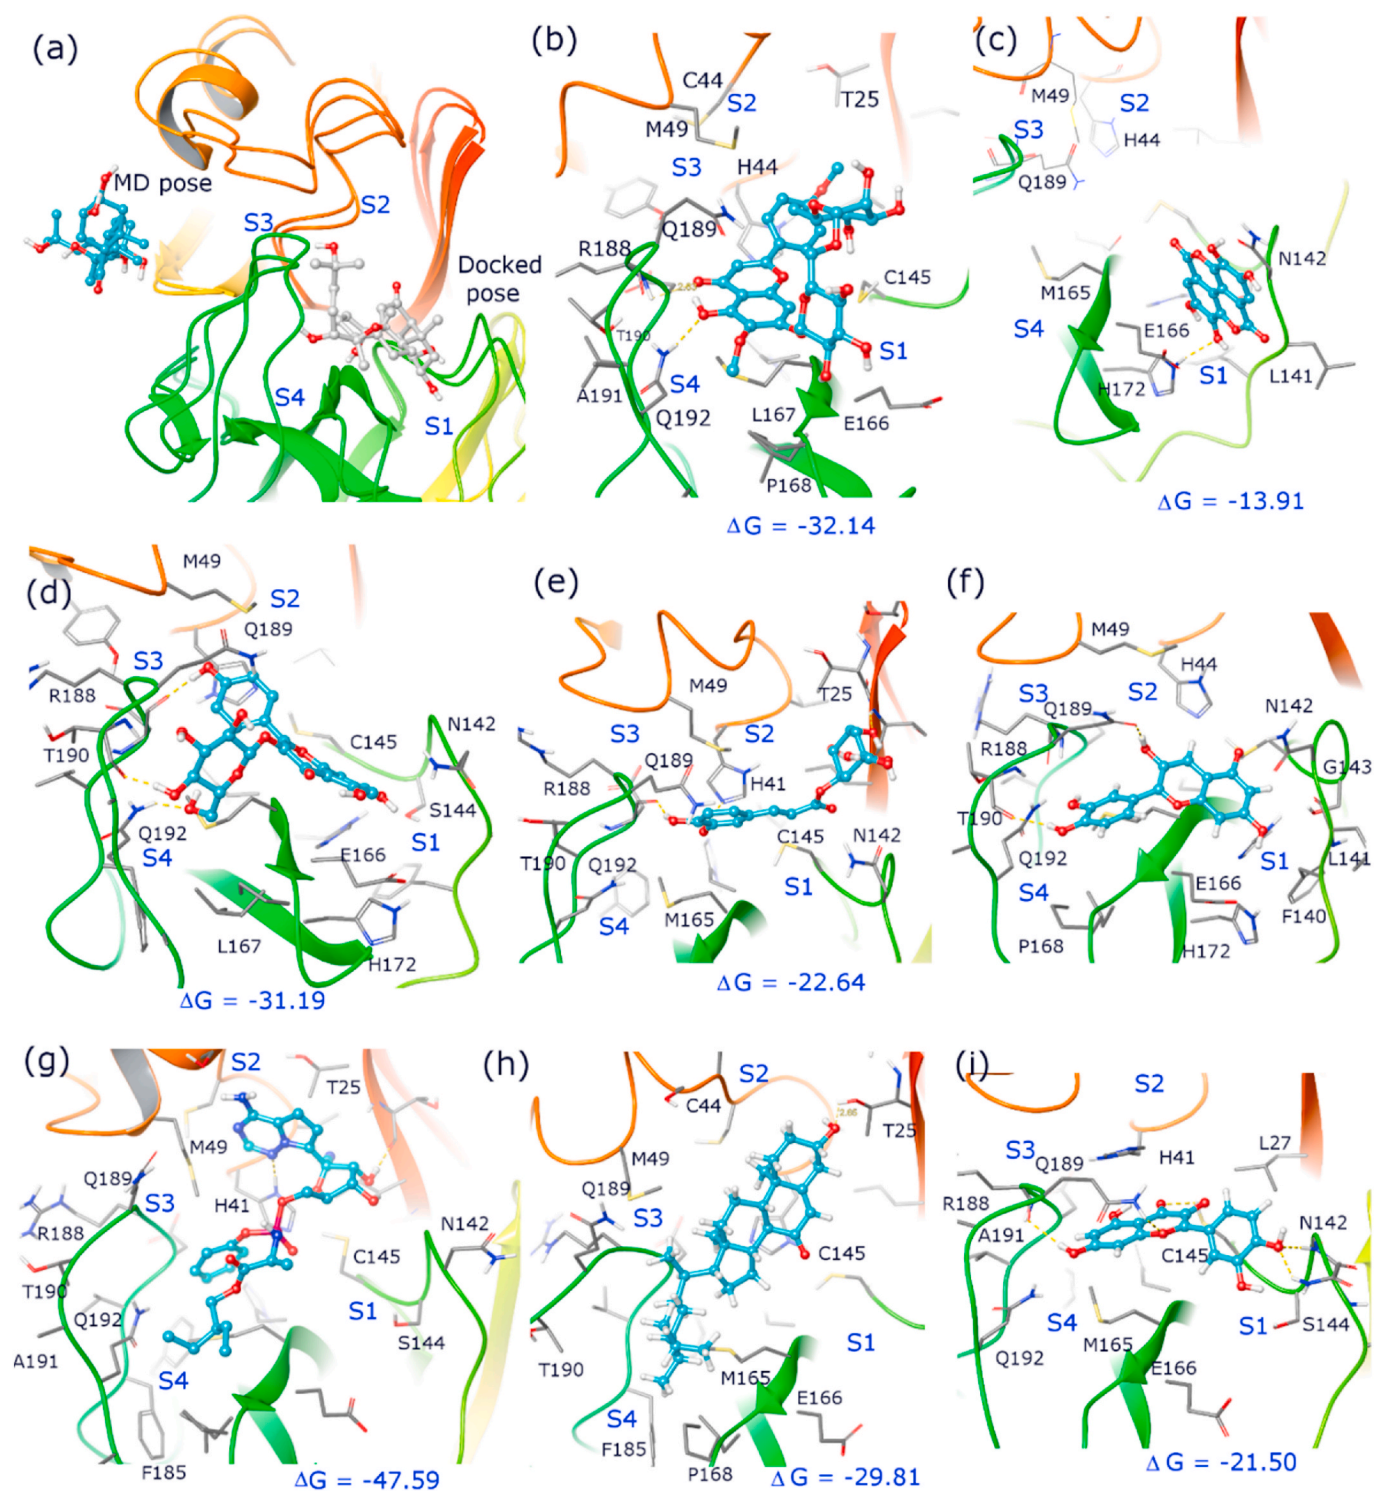 (a)
MD pose
S3
S2
Docked
pose
S4
S1
(b)
C44
S2
T25
M49
S3
H44
Q189
R188
C145
2.63
T190
S1
S4
A191
Q192
L167
E166
P168
ΔG = -32.14
(c)
M49
S2
S3
H44
Q189
N142
M165
S4
E166
H172
S1
L141
ΔG = -13.91
(d)
M49
S2
Q189
S3
R188
N142
T190
C145
S144
Q192
S1
S4
E166
L167
H172
ΔG = -31.19
(e)
M49
T25
S3
S2
Q189
H41
R188
C145
N142
T190
Q192
S1
S4
M165
ΔG = -22.64
(f)
M49
H44
S3
S2
Q189
N142
R188
G143
T190
Q192
S1
L141
S4
E166
F140
P168
H172
(g)
S2
T25
M49
Q189
S3
H41
R188
N142
C145
T190
S1
Q192
S144
A191
S4
F185
ΔG = -47.59
(h)
S2
C44
2.66
T25
M49
Q189
S3
C145
S1
T190
M165
S4
E166
F185
P168
ΔG = -29.81
(i)
S2
L27
S3
H41
Q189
R188
N142
A191
C145
S4
S1
S144
M165
Q192
E166
ΔG = -21.50